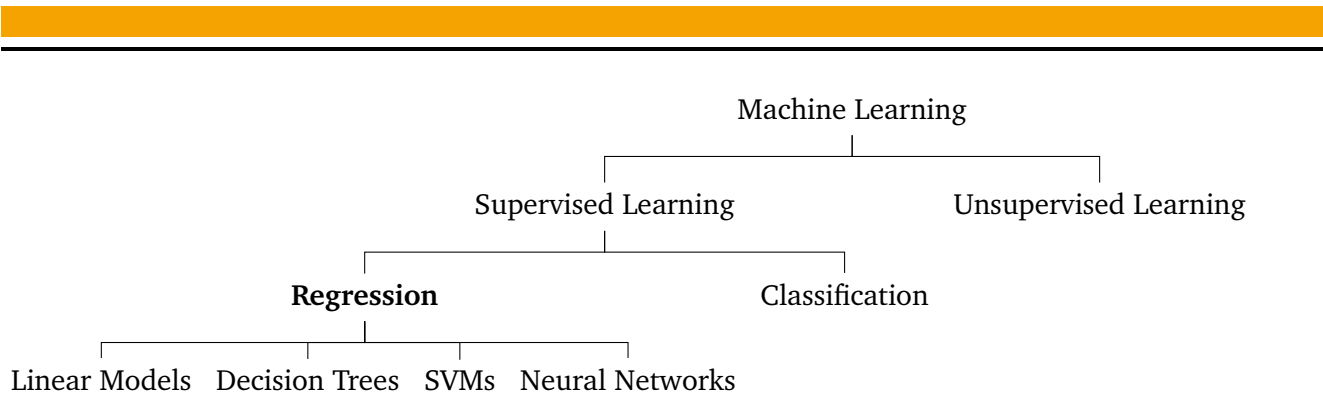 Machine Learning
Supervised Learning Unsupervised Learning
Regression Classification
Linear Models Decision Trees SVMs Neural Networks